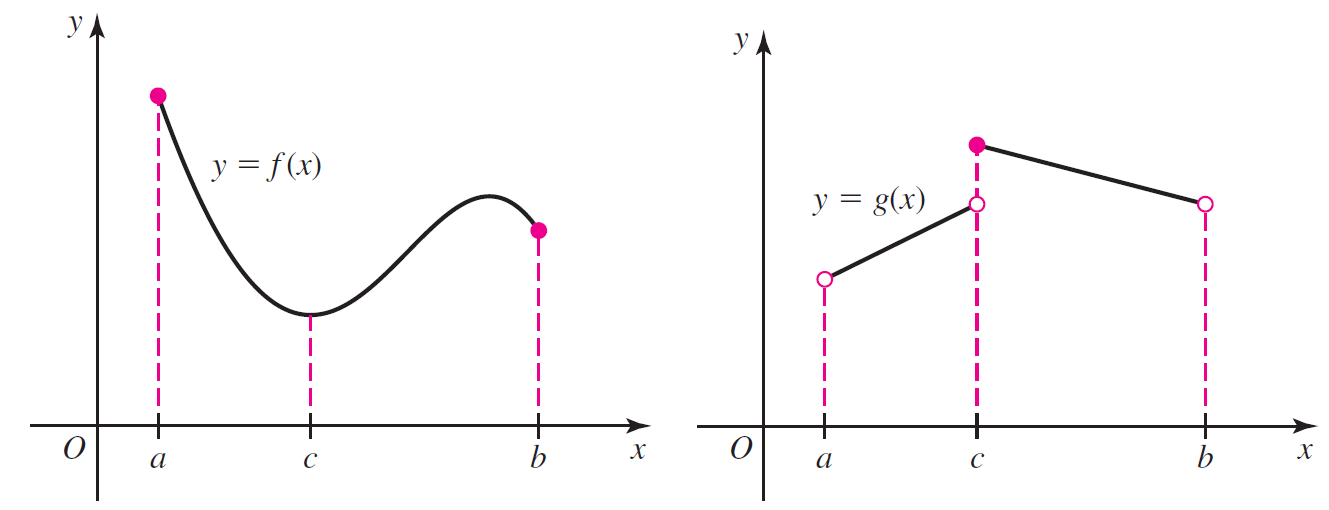 y
y = f(x)
O
a
c
b
x
y
y = g(x)
O
a
c
b
x